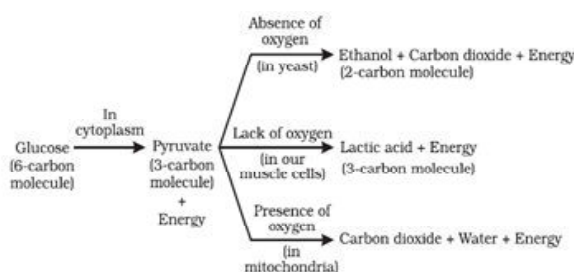 Absence of
oxygen
(in yeast)
Ethanol + Carbon dioxide + Energy
(2-carbon molecule)
In
cytoplasm
Glucose
(6-carbon
molecule)
Pyruvate
(3-carbon
molecule)
+
Energy
Lack of oxygen
(in our
muscle cells)
Lactic acid + Energy
(3-carbon molecule)
Presence of
oxygen
(in
mitochondria)
Carbon dioxide + Water + Energy